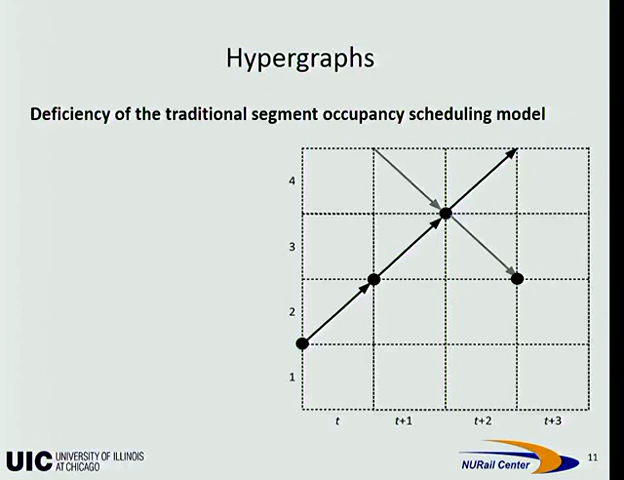 Hypergraphs
Deficiency of the traditional segment occupancy scheduling model
4
3
2
1
t t+1 t+2 t+3
UIC UNIVERSITY OF ILLINOIS
AT CHICAGO
NURail Center
11